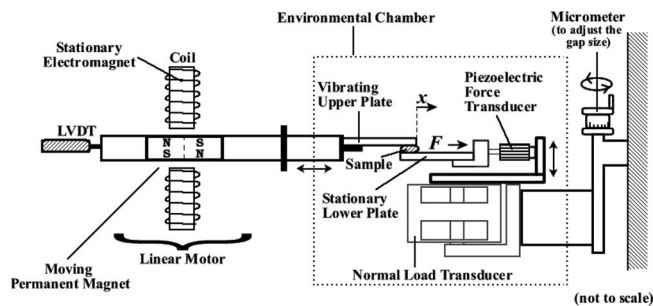 Environmental Chamber
Micrometer
(to adjust the
gap size)
Stationary
Electromagnet
Coil
Vibrating
Upper Plate
x
Piezoelectric
Force
Transducer
LVDT
N S
S N
F
Sample
Stationary
Lower Plate
Moving
Permanent Magnet
Linear Motor
Normal Load Transducer
(not to scale)